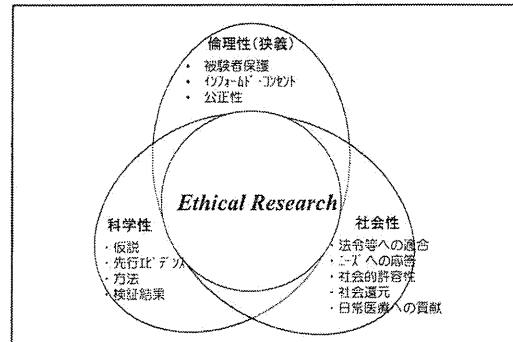 倫理性(狭義)
・ 被験者保護
・ インフォームド・コンセント
・ 公正性
Ethical Research
科学性
・仮説
・先行エビデンス
・方法
・検証結果
社会性
・法令等への適合
・ニーズへの応答
・社会的許容性
・社会還元
・日常医療への貢献